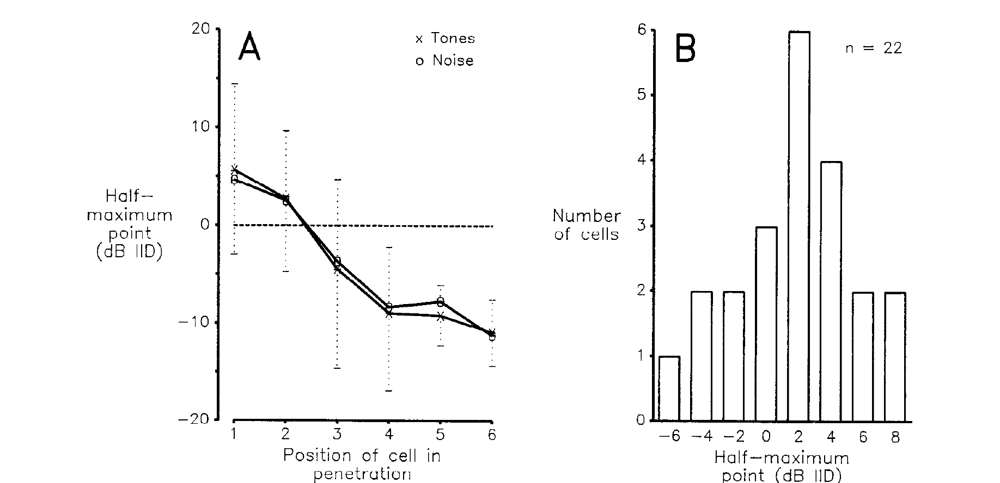 A
x Tones
o Noise
20
10
0
−10
−20
Half−
maximum
point
(dB IID)
1 2 3 4 5 6
Position of cell in
penetration
B
n = 22
6
5
4
3
2
1
0
Number
of cells
−6 −4 −2 0 2 4 6 8
Half−maximum
point (dB IID)